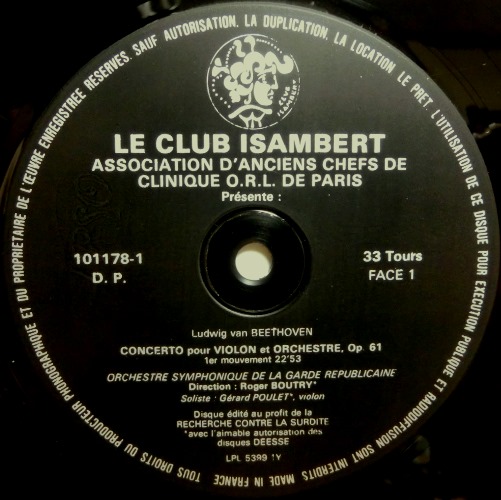 TOUS DROITS DU PRODUCTEUR PHONOGRAPHIQUE ET DU PROPRIETAIRE DE L'ŒUVRE ENREGISTREE RESERVES. SAUF AUTORISATION, LA DUPLICATION, LA LOCATION, LE PRET, L'UTILISATION DE CE DISQUE POUR EXECUTION PUBLIQUE ET RADIODIFFUSION SONT INTERDITS MADE IN FRANCE
CLUB ISAMBERT
LE CLUB ISAMBERT
ASSOCIATION D'ANCIENS CHEFS DE
CLINIQUE O.R.L. DE PARIS
Présente :
101178-1
D. P.
33 Tours
FACE 1
Ludwig van BEETHOVEN
CONCERTO pour VIOLON et ORCHESTRE, Op. 61
1er mouvement 22'53
ORCHESTRE SYMPHONIQUE DE LA GARDE REPUBLICAINE
Direction : Roger BOUTRY*
Soliste : Gérard POULET*, violon
Disque édité au profit de la
RECHERCHE CONTRE LA SURDITE
*avec l'aimable autorisation des
disques DEESSE
LPL 5399